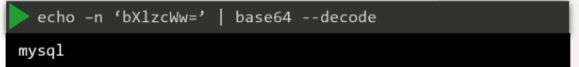 echo –n ‘bXlzcWw=’ | base64 --decode
mysql